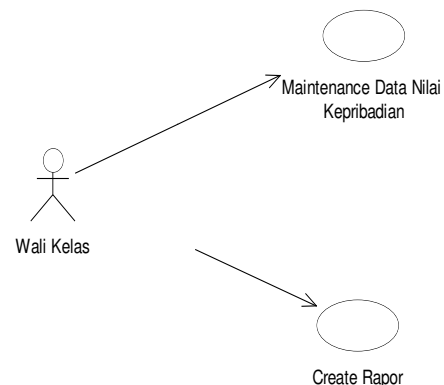 Maintenance Data Nilai
Kepribadian
Wali Kelas
Create Rapor